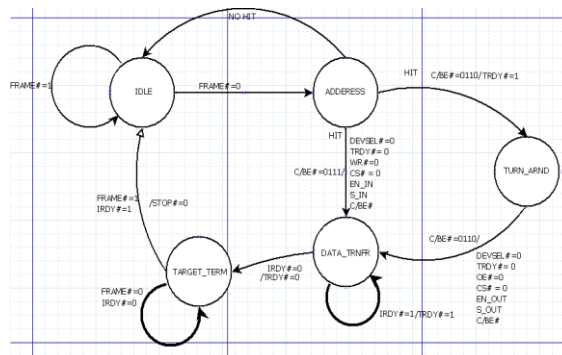 NO HIT
FRAME#=1
IDLE
FRAME#=0
ADDERESS
HIT
C/BE#=0110/TRDY#=1
HIT
DEVSEL#=0
TRDY#= 0
WR#=0
CS# = 0
EN_IN
S_IN
C/BE#
C/BE#=0111/
TURN_ARND
FRAME#=1
IRDY#=1
/STOP#=0
C/BE#=0110/
DEVSEL#=0
TRDY#= 0
OE#=0
CS# = 0
EN_OUT
S_OUT
C/BE#
DATA_TRNFR
TARGET_TERM
IRDY#=0
/TRDY#=0
FRAME#=0
IRDY#=0
IRDY#=1/TRDY#=1